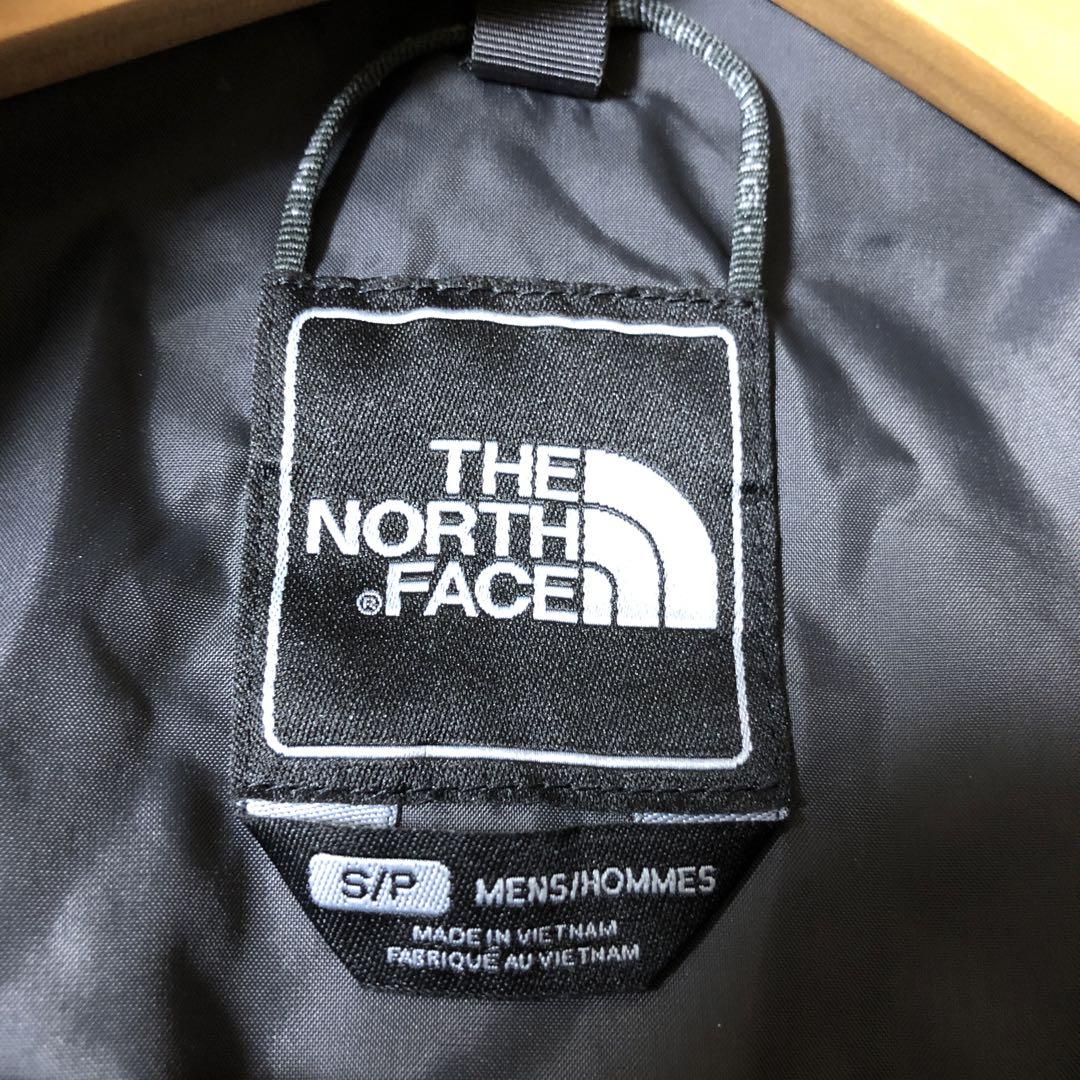 THE
NORTH
®FACE
S/P MENS/HOMMES
MADE IN VIETNAM
FABRIQUÉ AU VIETNAM